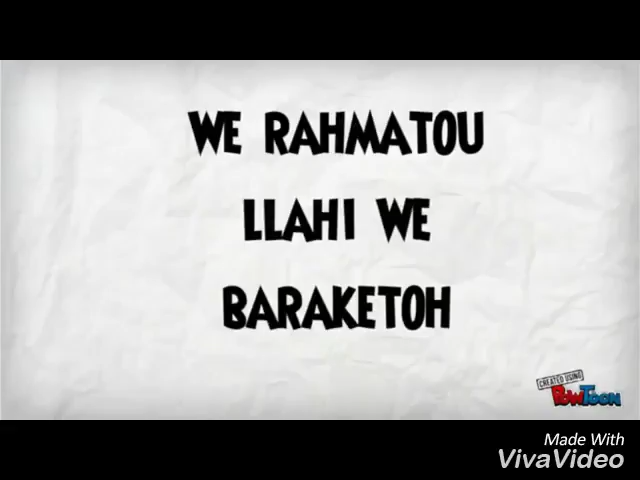 WE RAHMATOU
LLAHI WE
BARAKETOH
CREATED USING
POWTOON
Made With
VivaVideo